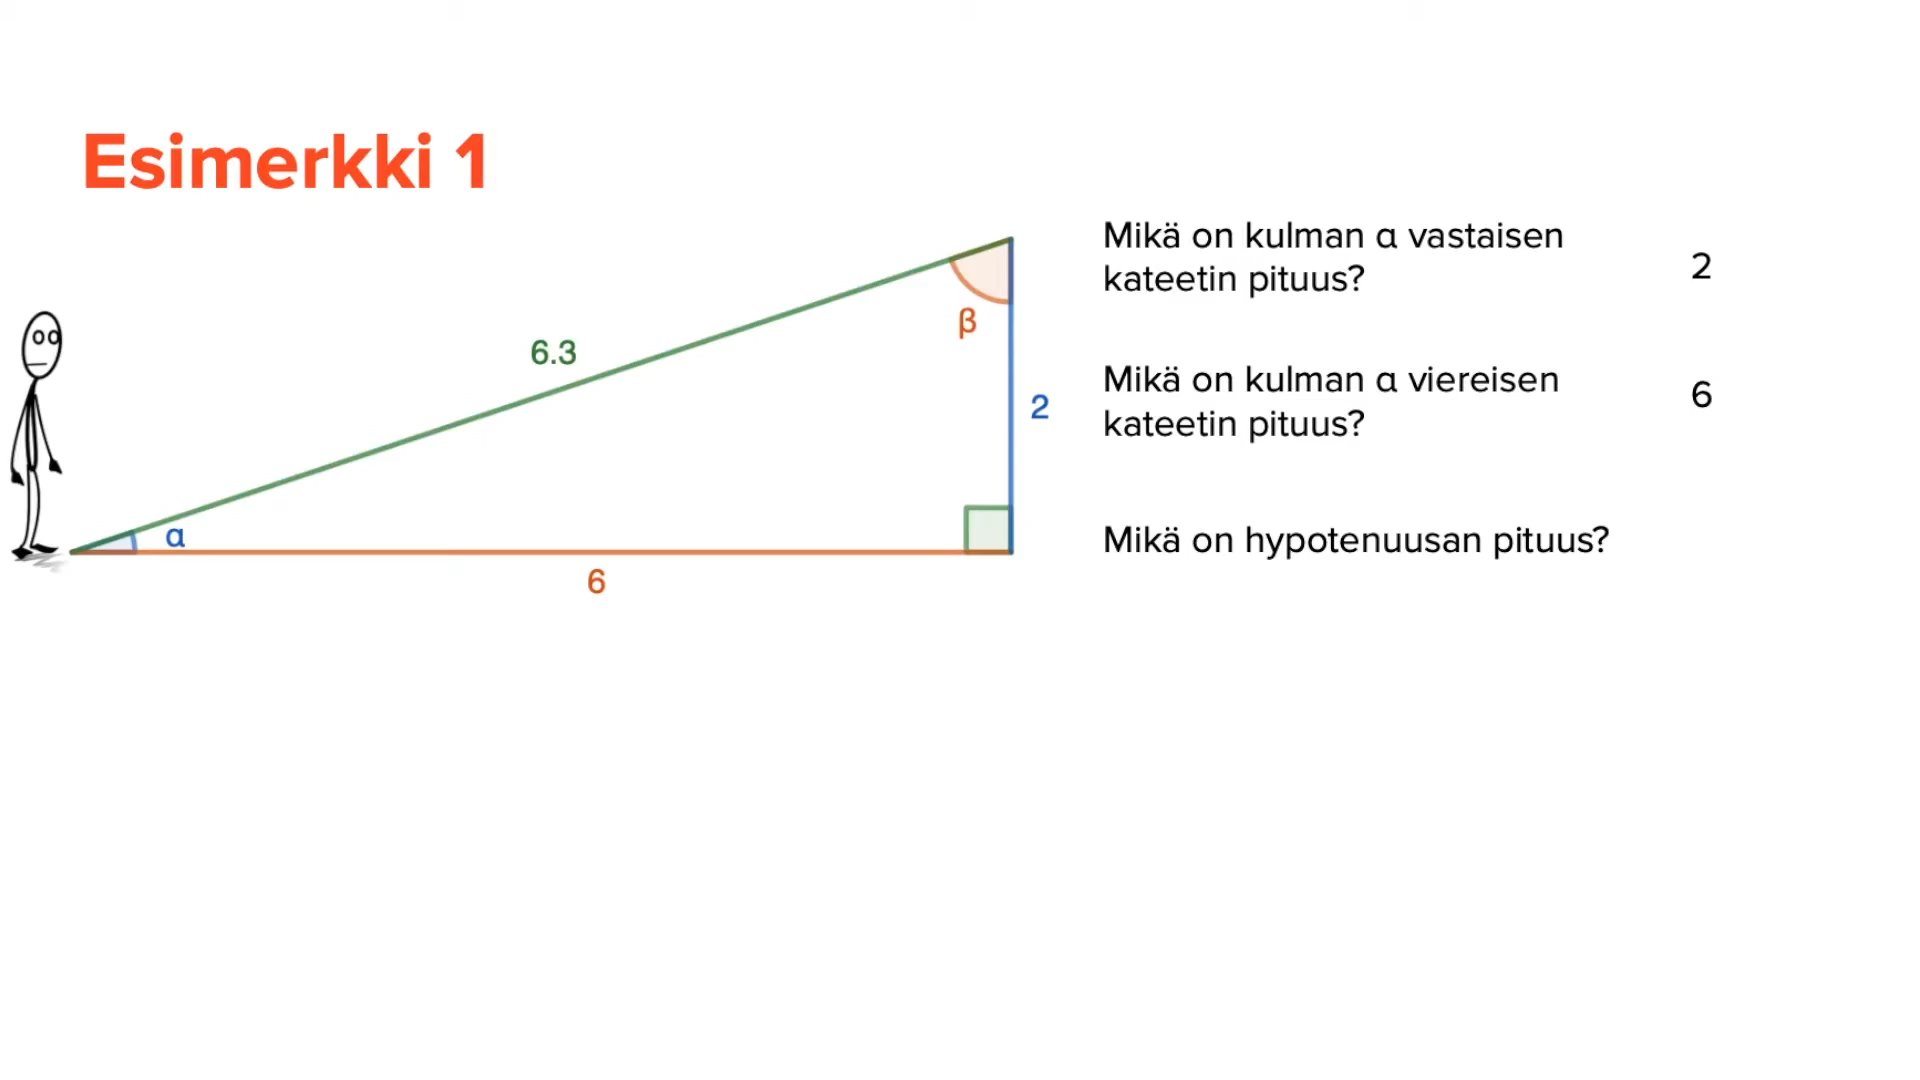 Esimerkki 1
Mikä on kulman α vastaisen
kateetin pituus?
2
β
6.3
Mikä on kulman α viereisen
kateetin pituus?
6
2
α
Mikä on hypotenuusan pituus?
6